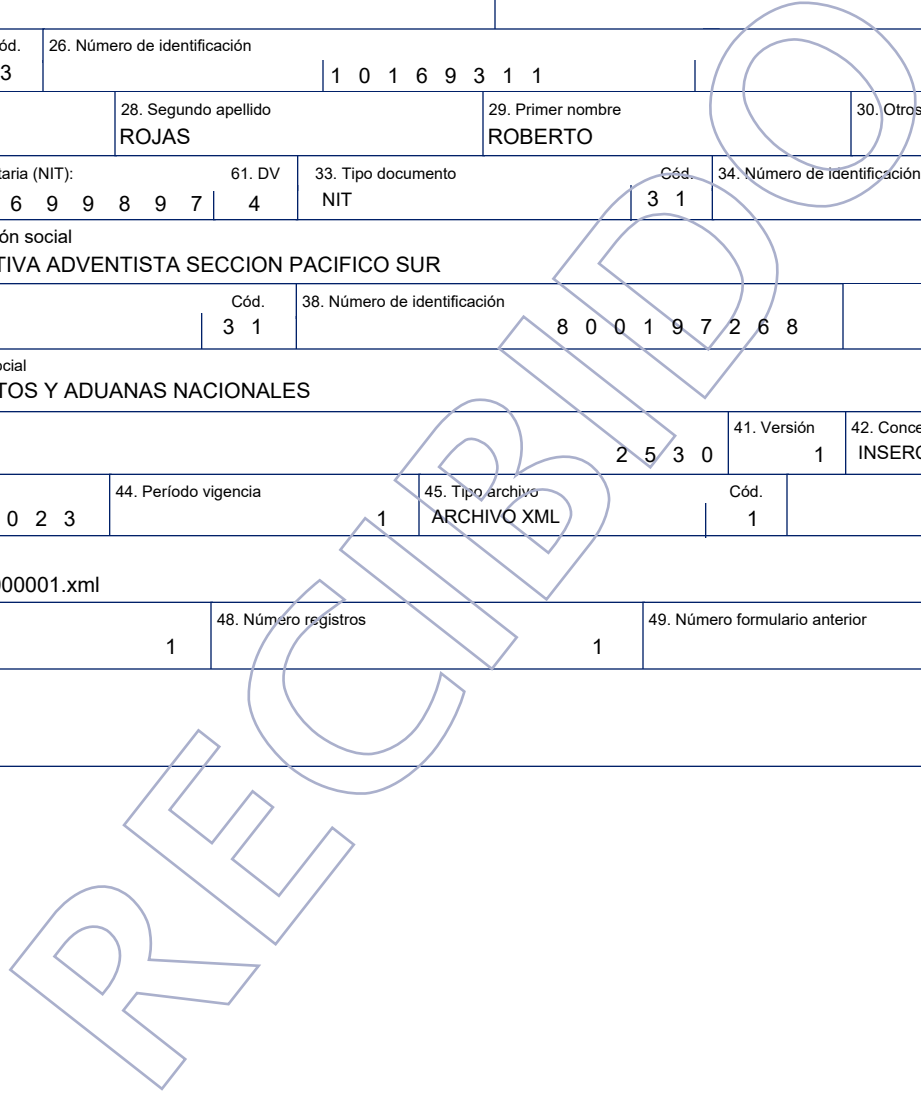 ód. 26. Número de identificación
3 1 0 1 6 9 3 1 1
28. Segundo apellido 29. Primer nombre 30. Otros
ROJAS ROBERTO
taria (NIT): 61. DV 33. Tipo documento Cód. 34. Número de identificación
6 9 9 8 9 7 4 NIT 3 1
ón social
TIVA ADVENTISTA SECCION PACIFICO SUR
Cód. 38. Número de identificación
3 1 8 0 0 1 9 7 2 6 8
ocial
TOS Y ADUANAS NACIONALES
41. Versión 42. Conce
2 5 3 0 1 INSERC
44. Período vigencia 45. Tipo archivo Cód.
0 2 3 1 ARCHIVO XML 1
000001.xml
48. Número registros 49. Número formulario anterior
1 1
RECIBIDO